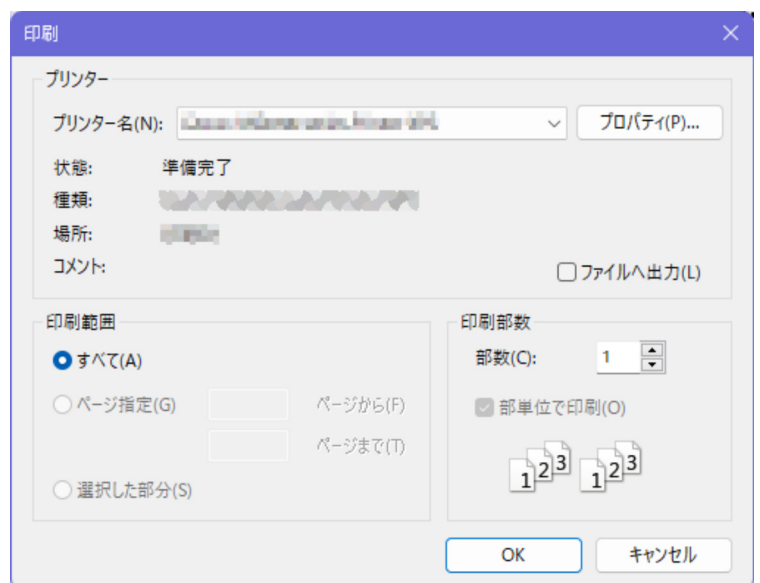 印刷
プリンター
プリンター名(N):
プロパティ(P)...
状態: 準備完了
種類:
場所:
コメント:
ファイルへ出力(L)
印刷範囲
すべて(A)
ページ指定(G) ページから(F)
ページまで(T)
選択した部分(S)
印刷部数
部数(C): 1
部単位で印刷(O)
1 2 3 1 2 3
OK キャンセル